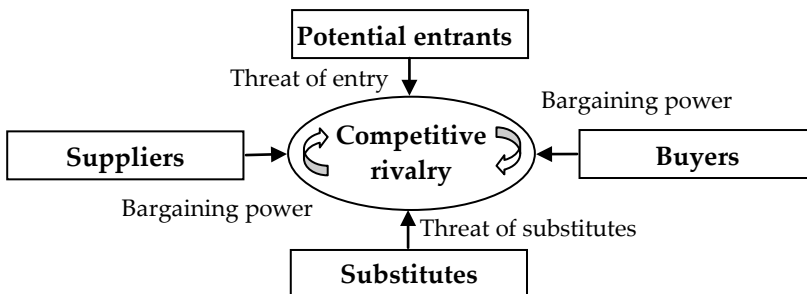 Potential entrants
Threat of entry
Bargaining power
Suppliers
Competitive
rivalry
Buyers
Bargaining power
Threat of substitutes
Substitutes